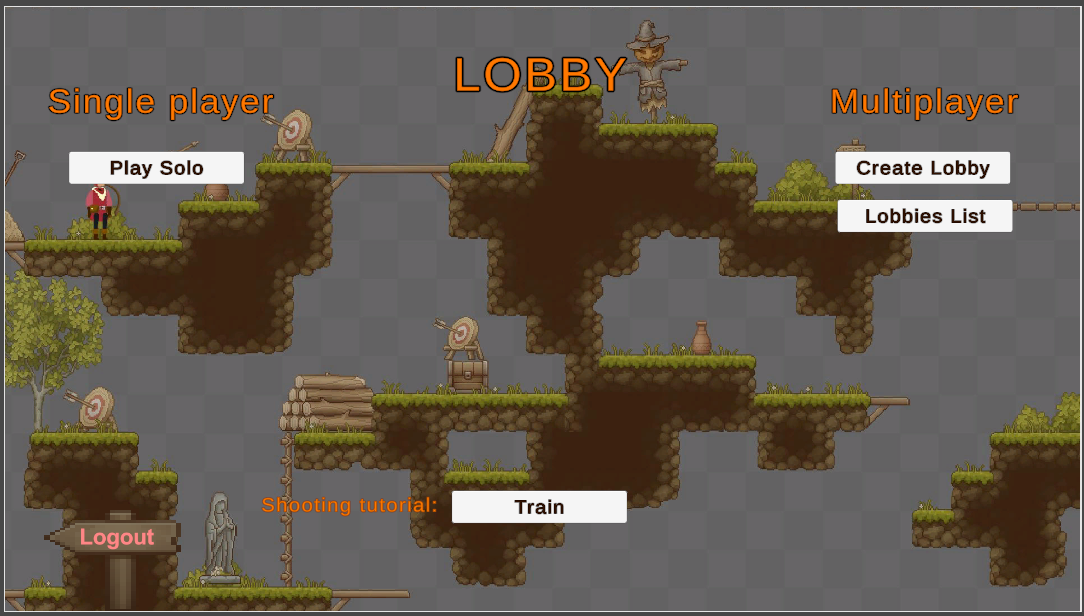 LOBBY
Single player
Multiplayer
Play Solo
Create Lobby
Lobbies List
Shooting tutorial:
Train
Logout